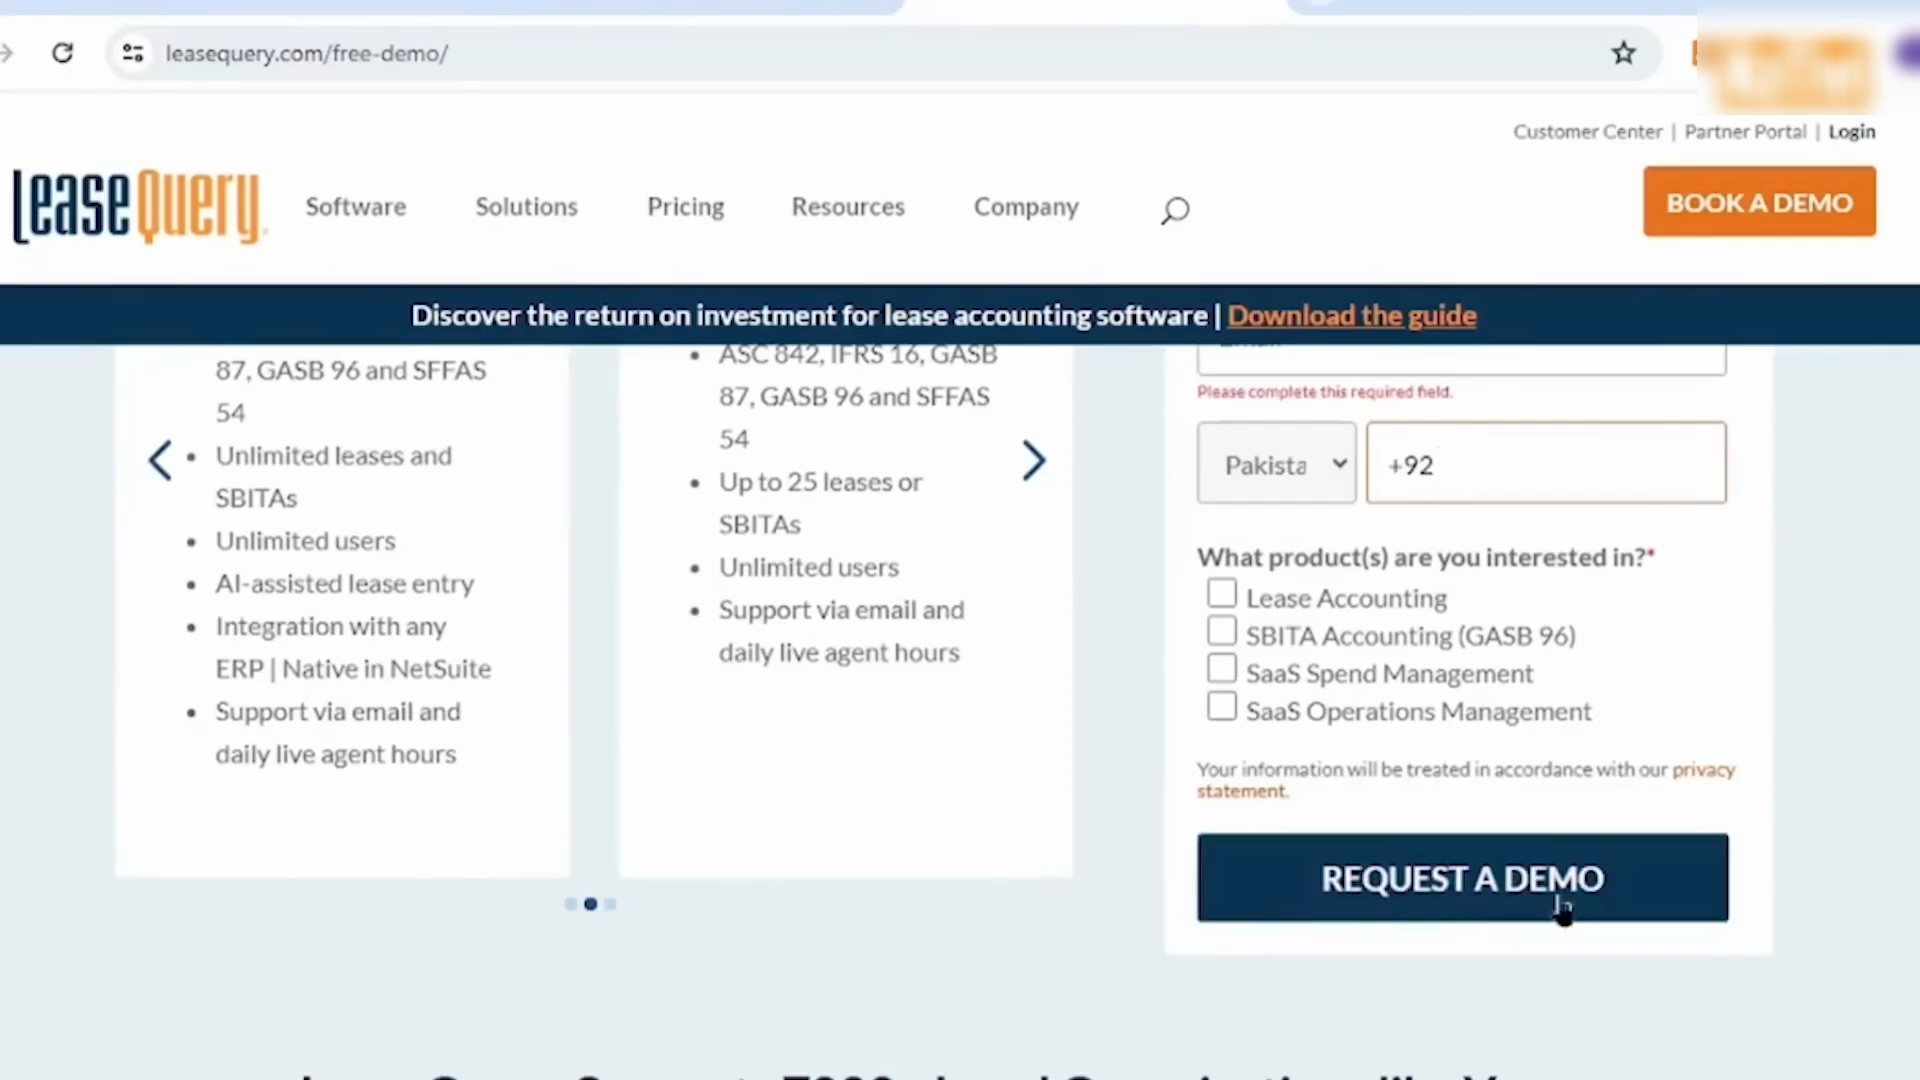 leasequery.com/free-demo/
Customer Center | Partner Portal | Login
LeaseQuery
Software
Solutions
Pricing
Resources
Company
BOOK A DEMO
Discover the return on investment for lease accounting software | Download the guide
87, GASB 96 and SFFAS
54
• Unlimited leases and
SBITAs
• Unlimited users
• AI-assisted lease entry
• Integration with any
ERP | Native in NetSuite
• Support via email and
daily live agent hours
• ASC 842, IFRS 16, GASB
87, GASB 96 and SFFAS
54
• Up to 25 leases or
SBITAs
• Unlimited users
• Support via email and
daily live agent hours
Please complete this required field.
Pakista
+92
What product(s) are you interested in?*
Lease Accounting
SBITA Accounting (GASB 96)
SaaS Spend Management
SaaS Operations Management
Your information will be treated in accordance with our privacy
statement.
REQUEST A DEMO